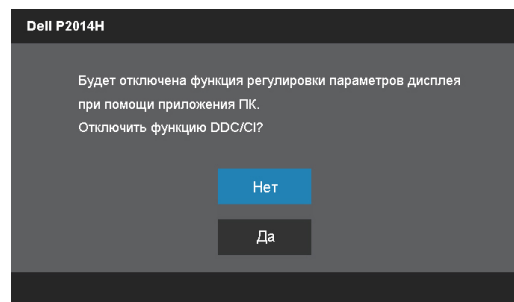 Dell P2014H
Будет отключена функция регулировки параметров дисплея
при помощи приложения ПК.
Отключить функцию DDC/CI?
Нет
Да